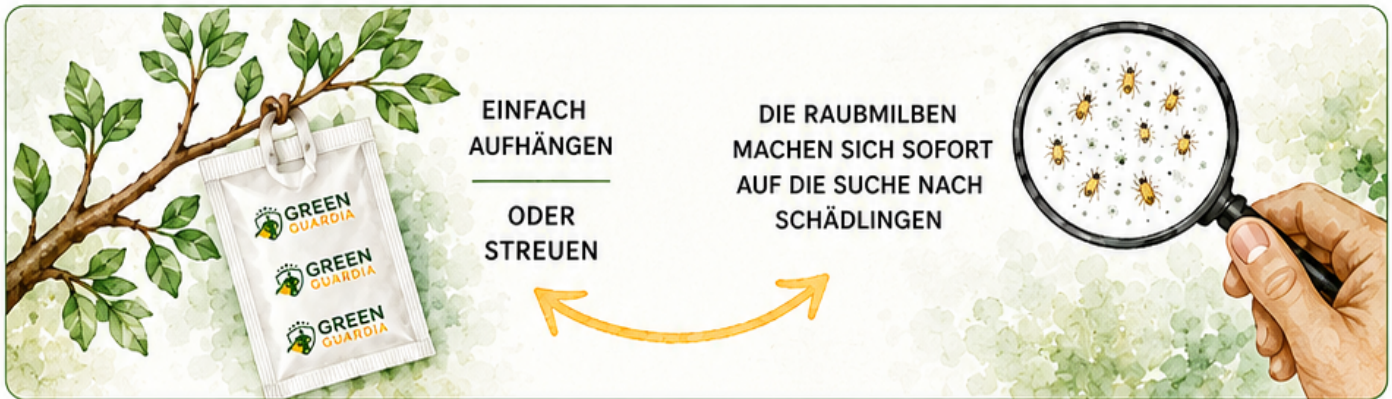 EINFACH
AUFHÄNGEN
ODER
STREUEN
DIE RAUBMILBEN
MACHEN SICH SOFORT
AUF DIE SUCHE NACH
SCHÄDLINGEN
GREEN
GUARDIA
GREEN
GUARDIA
GREEN
GUARDIA